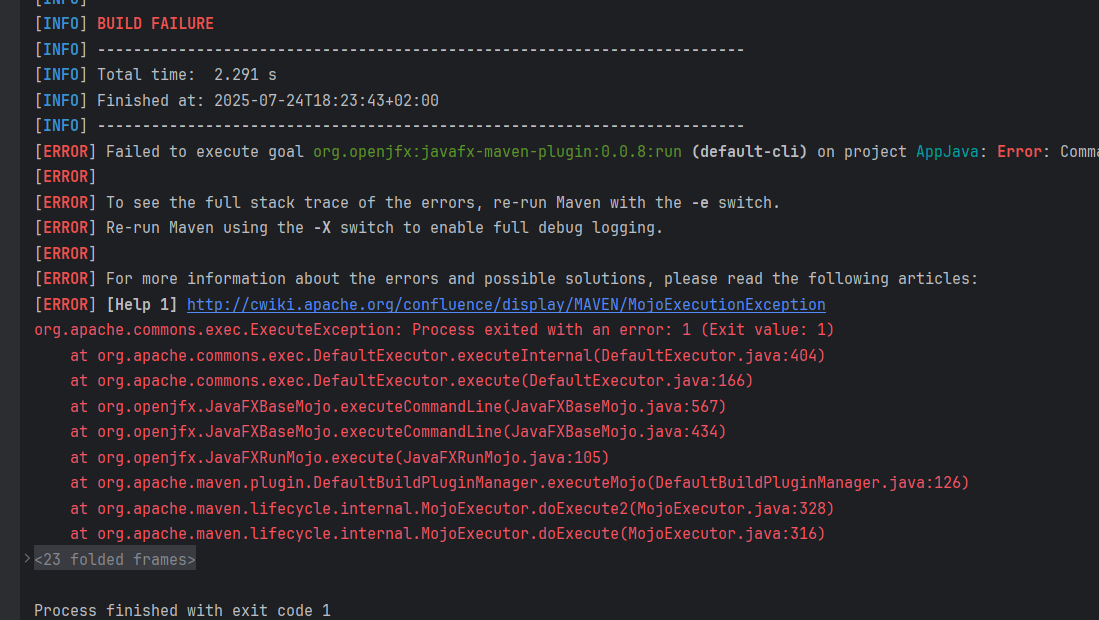 [INFO]
[INFO] BUILD FAILURE
[INFO] ------------------------------------------------------------------------
[INFO] Total time:  2.291 s
[INFO] Finished at: 2025-07-24T18:23:43+02:00
[INFO] ------------------------------------------------------------------------
[ERROR] Failed to execute goal org.openjfx:javafx-maven-plugin:0.0.8:run (default-cli) on project AppJava: Error: Comma
[ERROR]
[ERROR] To see the full stack trace of the errors, re-run Maven with the -e switch.
[ERROR] Re-run Maven using the -X switch to enable full debug logging.
[ERROR]
[ERROR] For more information about the errors and possible solutions, please read the following articles:
[ERROR] [Help 1] http://cwiki.apache.org/confluence/display/MAVEN/MojoExecutionException
org.apache.commons.exec.ExecuteException: Process exited with an error: 1 (Exit value: 1)
    at org.apache.commons.exec.DefaultExecutor.executeInternal(DefaultExecutor.java:404)
    at org.apache.commons.exec.DefaultExecutor.execute(DefaultExecutor.java:166)
    at org.openjfx.JavaFXBaseMojo.executeCommandLine(JavaFXBaseMojo.java:567)
    at org.openjfx.JavaFXBaseMojo.executeCommandLine(JavaFXBaseMojo.java:434)
    at org.openjfx.JavaFXRunMojo.execute(JavaFXRunMojo.java:105)
    at org.apache.maven.plugin.DefaultBuildPluginManager.executeMojo(DefaultBuildPluginManager.java:126)
    at org.apache.maven.lifecycle.internal.MojoExecutor.doExecute2(MojoExecutor.java:328)
    at org.apache.maven.lifecycle.internal.MojoExecutor.doExecute(MojoExecutor.java:316)
<23 folded frames>
Process finished with exit code 1